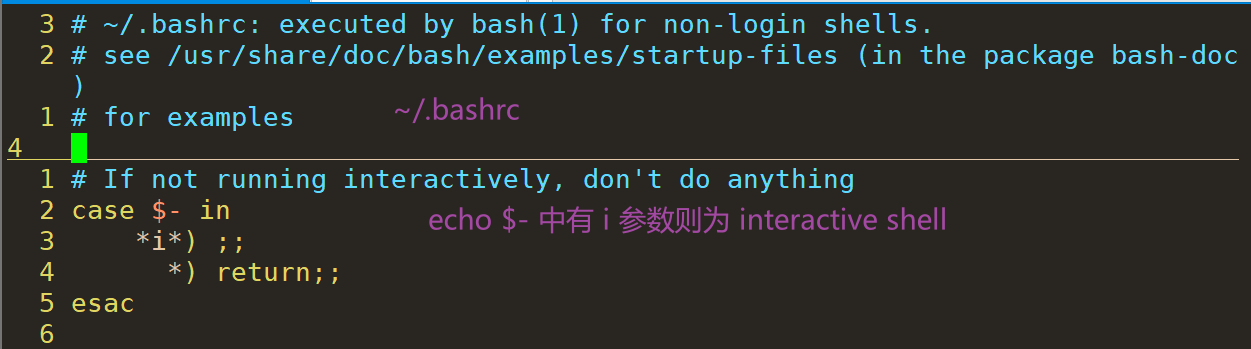 3 # ~/.bashrc: executed by bash(1) for non-login shells.
2 # see /usr/share/doc/bash/examples/startup-files (in the package bash-doc
)
1 # for examples
~/.bashrc
4
1 # If not running interactively, don't do anything
2 case $- in
echo $- 中有 i 参数则为 interactive shell
3     *i*) ;;
4       *) return;;
5 esac
6